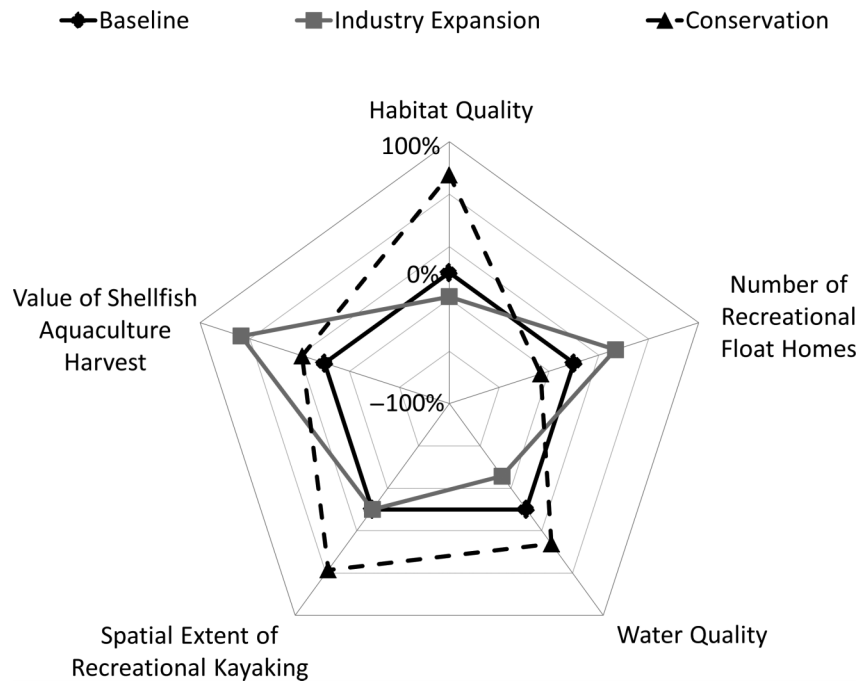 Baseline
Industry Expansion
Conservation
Habitat Quality
100%
0%
–100%
Number of
Recreational
Float Homes
Value of Shellfish
Aquaculture
Harvest
Spatial Extent of
Recreational Kayaking
Water Quality